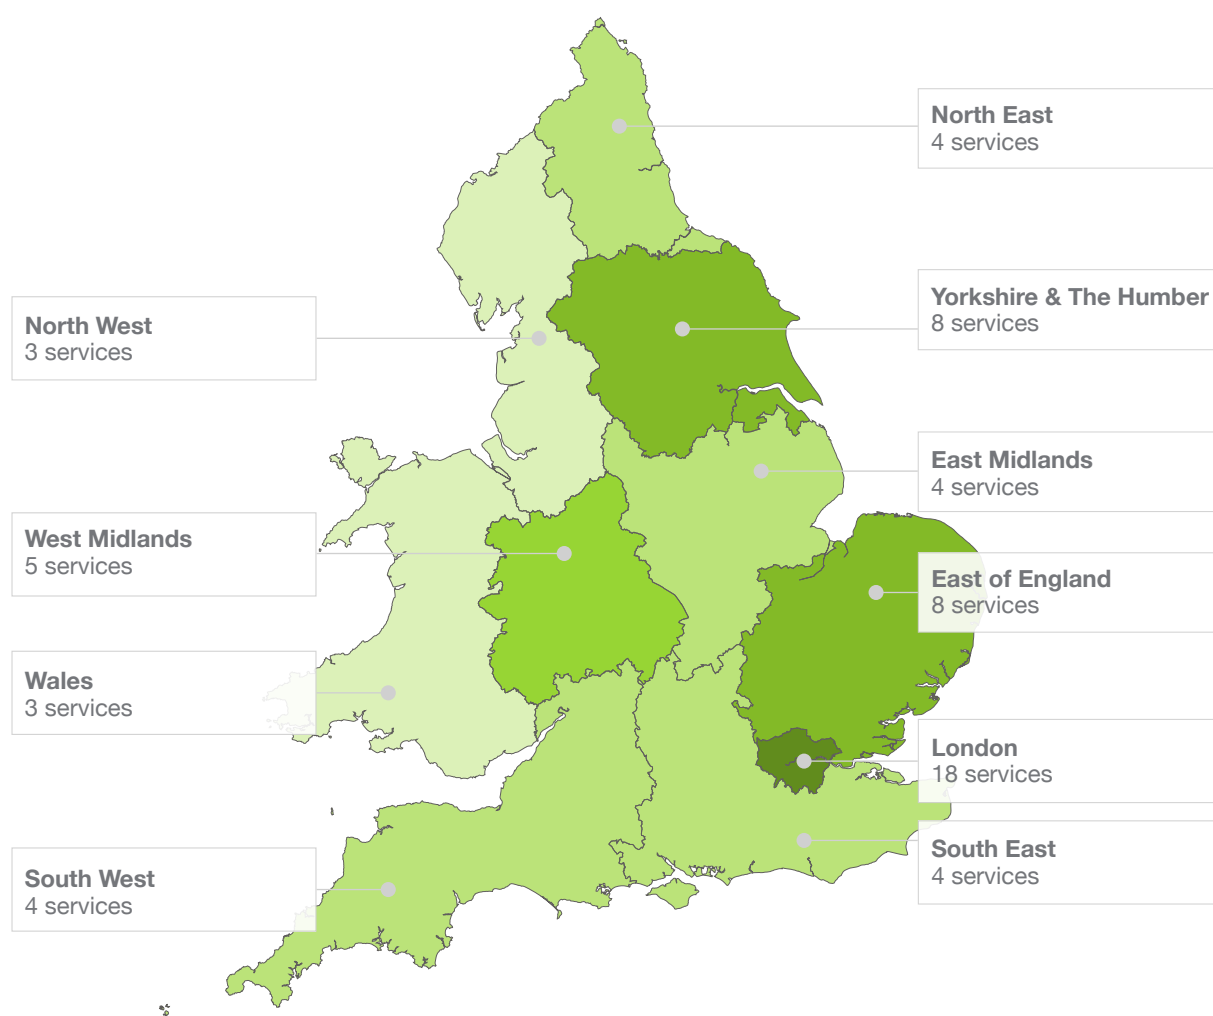 North East
4 services
Yorkshire & The Humber
8 services
North West
3 services
East Midlands
4 services
West Midlands
5 services
East of England
8 services
Wales
3 services
London
18 services
South East
4 services
South West
4 services